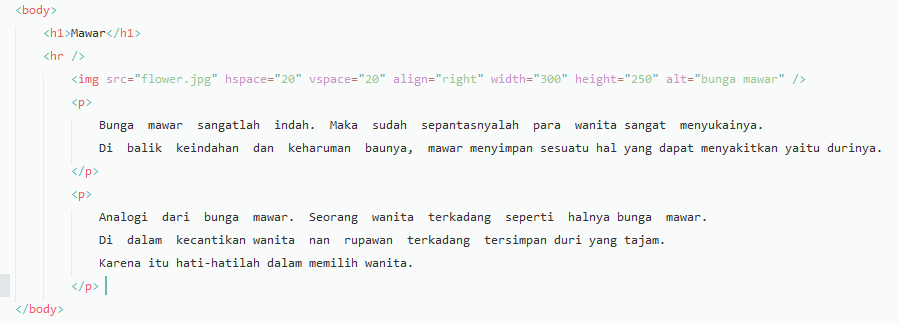 <body>
<h1>Mawar</h1>
<hr />
<img src="flower.jpg" hspace="20" vspace="20" align="right" width="300" height="250" alt="bunga mawar" />
<p>
Bunga  mawar  sangatlah  indah.  Maka  sudah  sepantasnyalah  para  wanita sangat  menyukainya.
Di  balik  keindahan  dan  keharuman  baunya,  mawar menyimpan sesuatu hal yang dapat menyakitkan yaitu durinya.
</p>
<p>
Analogi  dari  bunga  mawar.  Seorang  wanita  terkadang  seperti  halnya bunga  mawar.
Di  dalam  kecantikan wanita  nan  rupawan  terkadang  tersimpan duri yang tajam.
Karena itu hati-hatilah dalam memilih wanita.
</p>
</body>